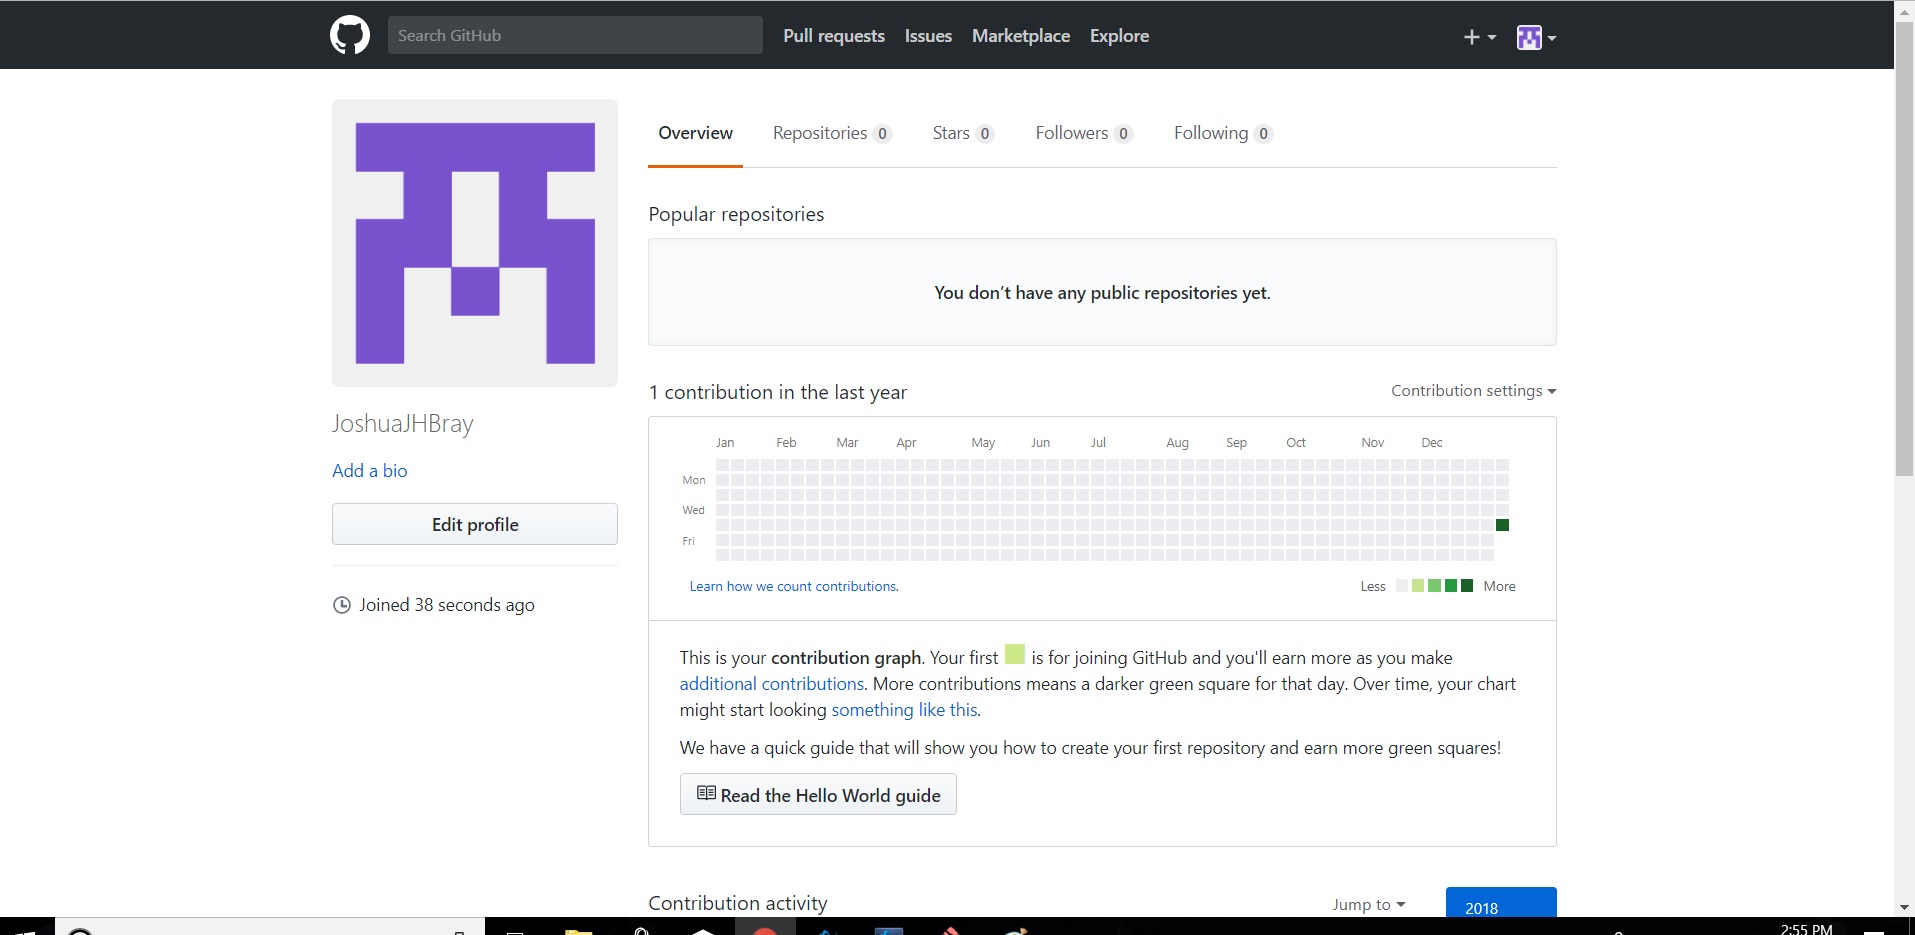 Search GitHub Pull requests Issues Marketplace Explore
Overview Repositories 0 Stars 0 Followers 0 Following 0
Popular repositories
You don’t have any public repositories yet.
1 contribution in the last year Contribution settings
JoshuaJHBray
Add a bio
Edit profile
Joined 38 seconds ago
Jan Feb Mar Apr May Jun Jul Aug Sep Oct Nov Dec
Mon
Wed
Fri
Learn how we count contributions. Less More
This is your contribution graph. Your first is for joining GitHub and you'll earn more as you make
additional contributions. More contributions means a darker green square for that day. Over time, your chart
might start looking something like this.
We have a quick guide that will show you how to create your first repository and earn more green squares!
Read the Hello World guide
Contribution activity Jump to 2018
2:55 PM